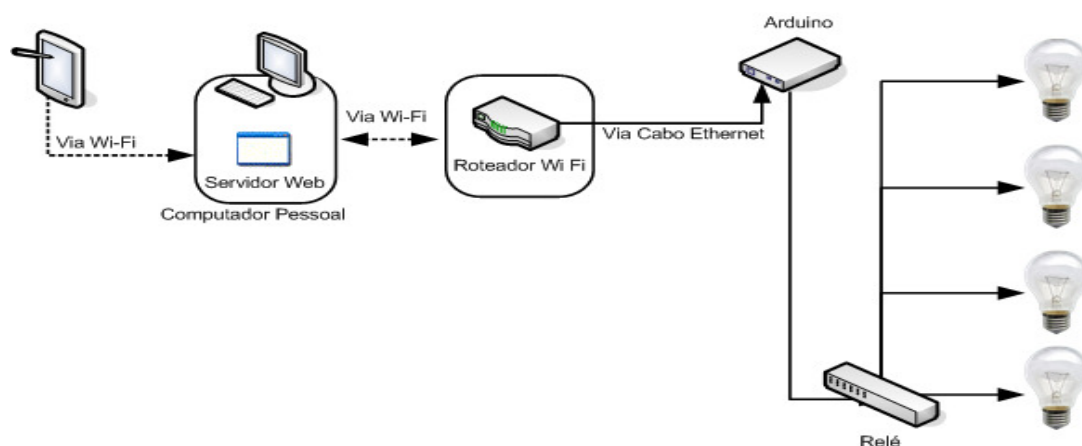 Arduino
Via Wi-Fi
Via Wi-Fi
Via Cabo Ethernet
Servidor Web
Roteador Wi Fi
Computador Pessoal
Relé